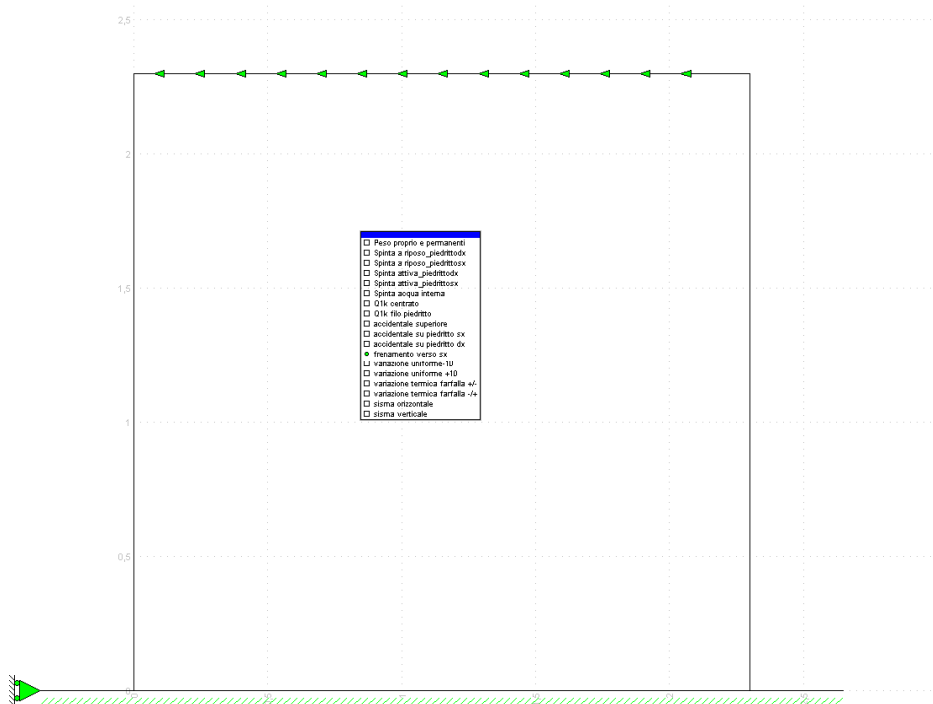 2,5
2
Peso proprio e permanenti
Spinta a riposo_piedrittodx
Spinta a riposo_piedrittosx
Spinta attiva_piedrittodx
Spinta attiva_piedrittosx
Spinta acqua interna
Q1k centrato
Q1k filo piedritto
accidentale superiore
accidentale su piedritto sx
accidentale su piedritto dx
frenamento verso sx
variazione uniforme-10
variazione uniforme +10
variazione termica farfalla +/-
variazione termica farfalla -/+
sisma orizzontale
sisma verticale
1,5
1
0,5
0